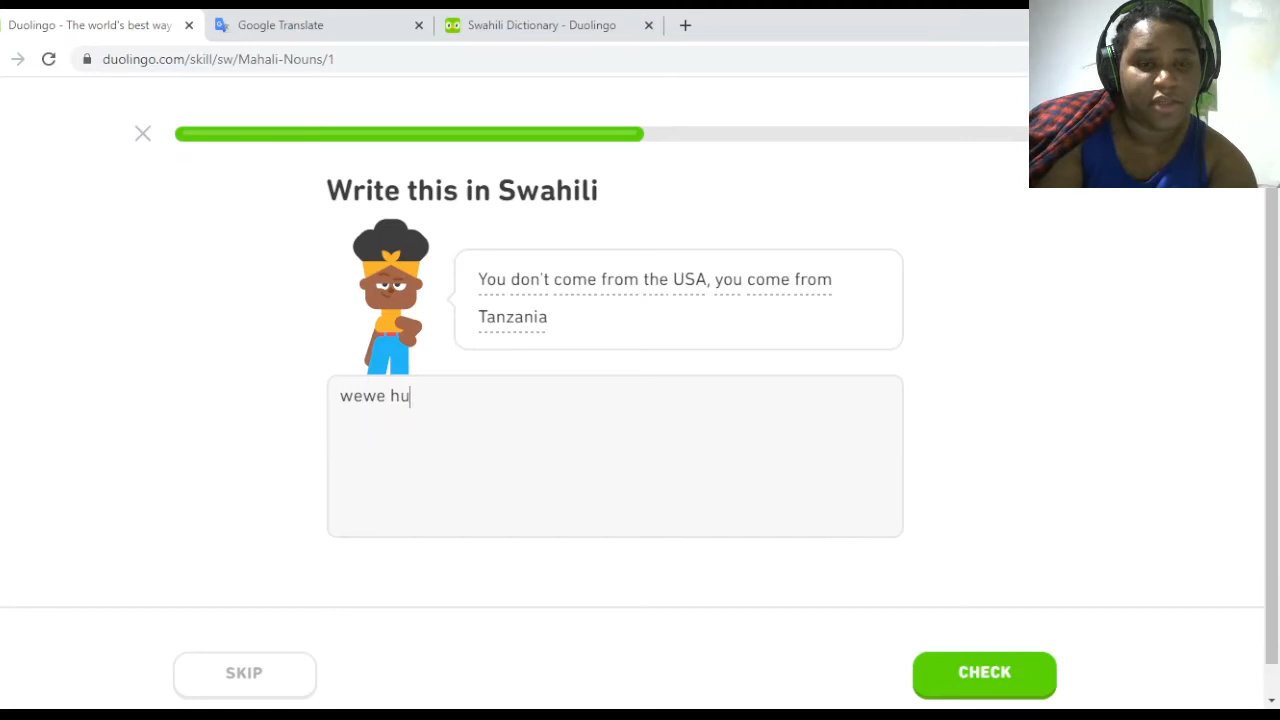 Duolingo - The world's best way
Google Translate
Swahili Dictionary - Duolingo
duolingo.com/skill/sw/Mahali-Nouns/1
Write this in Swahili
You don't come from the USA, you come from
Tanzania
wewe hu
SKIP
CHECK